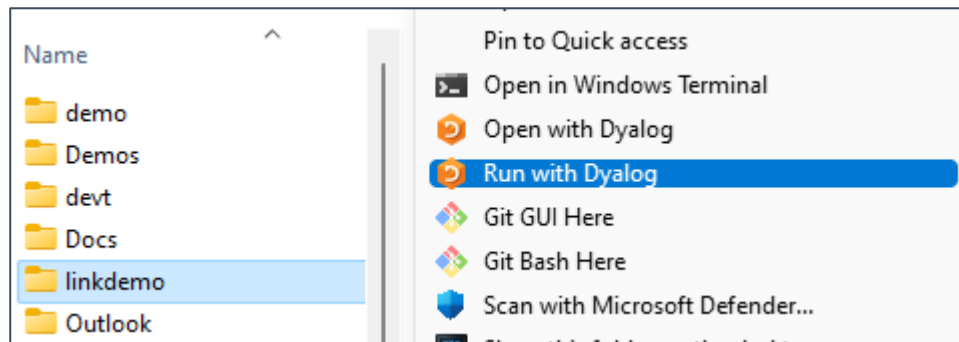 Name
demo
Demos
devt
Docs
linkdemo
Outlook
Pin to Quick access
Open in Windows Terminal
Open with Dyalog
Run with Dyalog
Git GUI Here
Git Bash Here
Scan with Microsoft Defender...